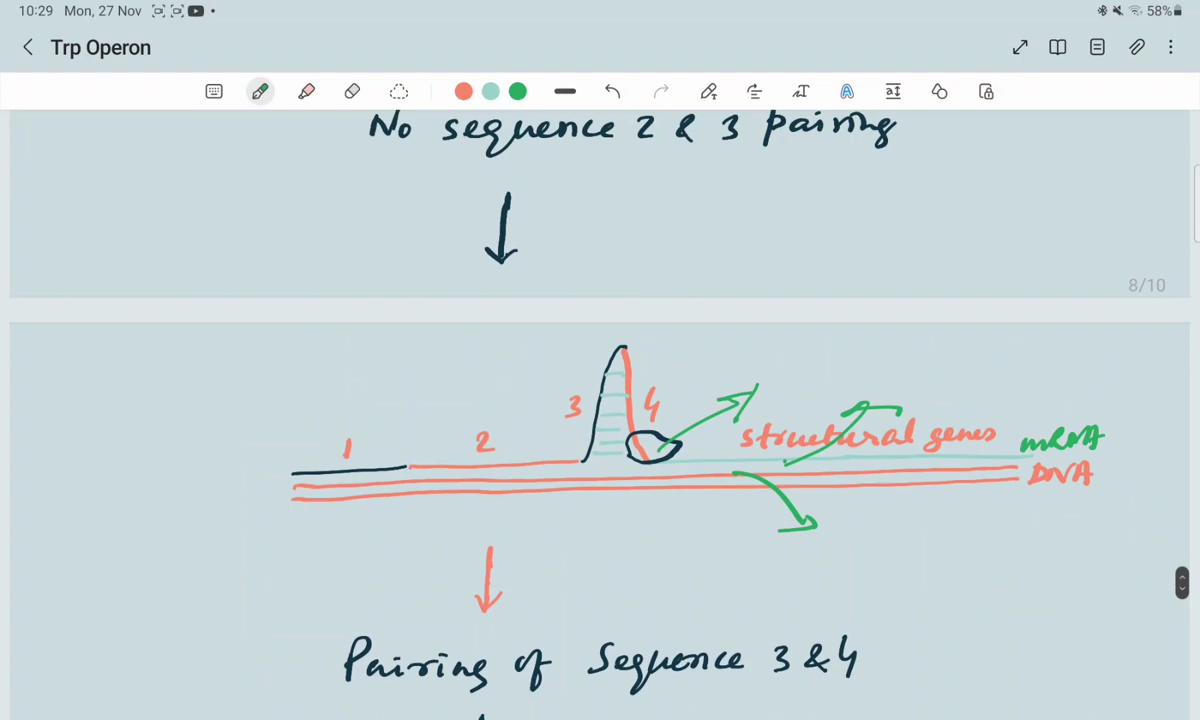 10:29 Mon, 27 Nov
58%
Trp Operon
No sequence 2 & 3 pairing
8/10
3 4
structural genes mRNA
1 2
DNA
Pairing of Sequence 3 & 4